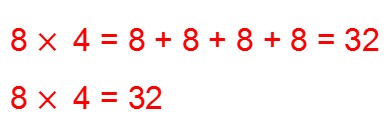 8 × 4 = 8 + 8 + 8 + 8 = 32
8 × 4 = 32